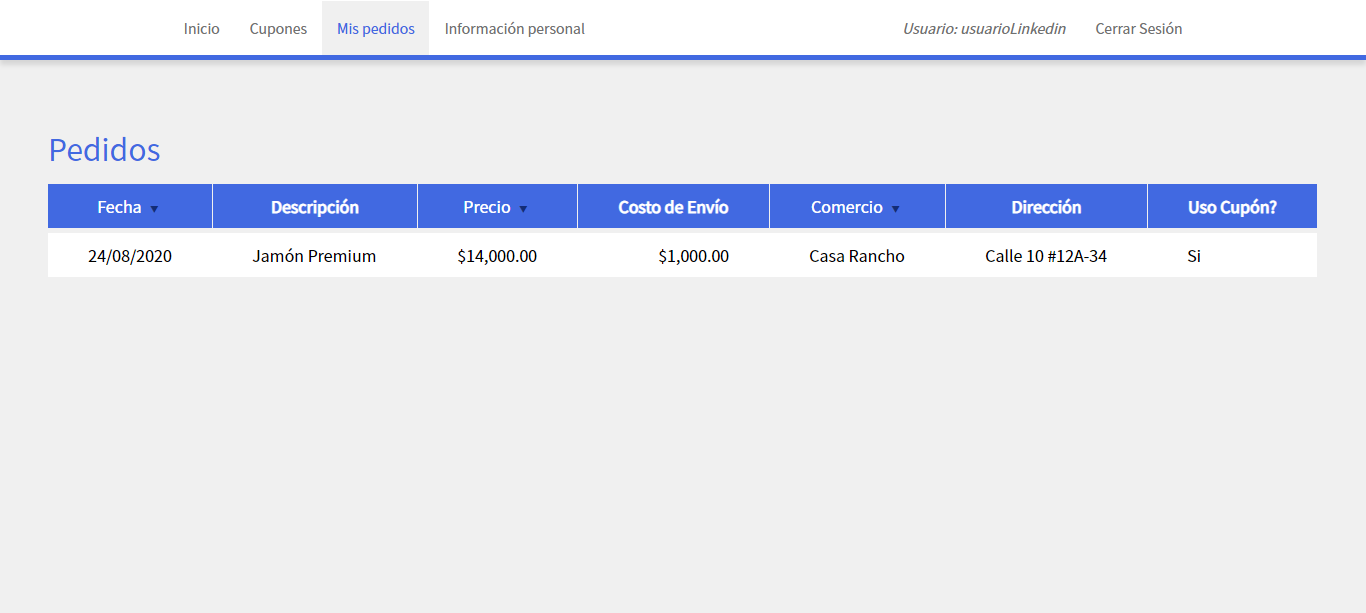 Inicio Cupones Mis pedidos Información personal Usuario: usuarioLinkedin Cerrar Sesión
Pedidos
Fecha ▼ Descripción Precio ▼ Costo de Envío Comercio ▼ Dirección Uso Cupón?
24/08/2020 Jamón Premium $14,000.00 $1,000.00 Casa Rancho Calle 10 #12A-34 Si